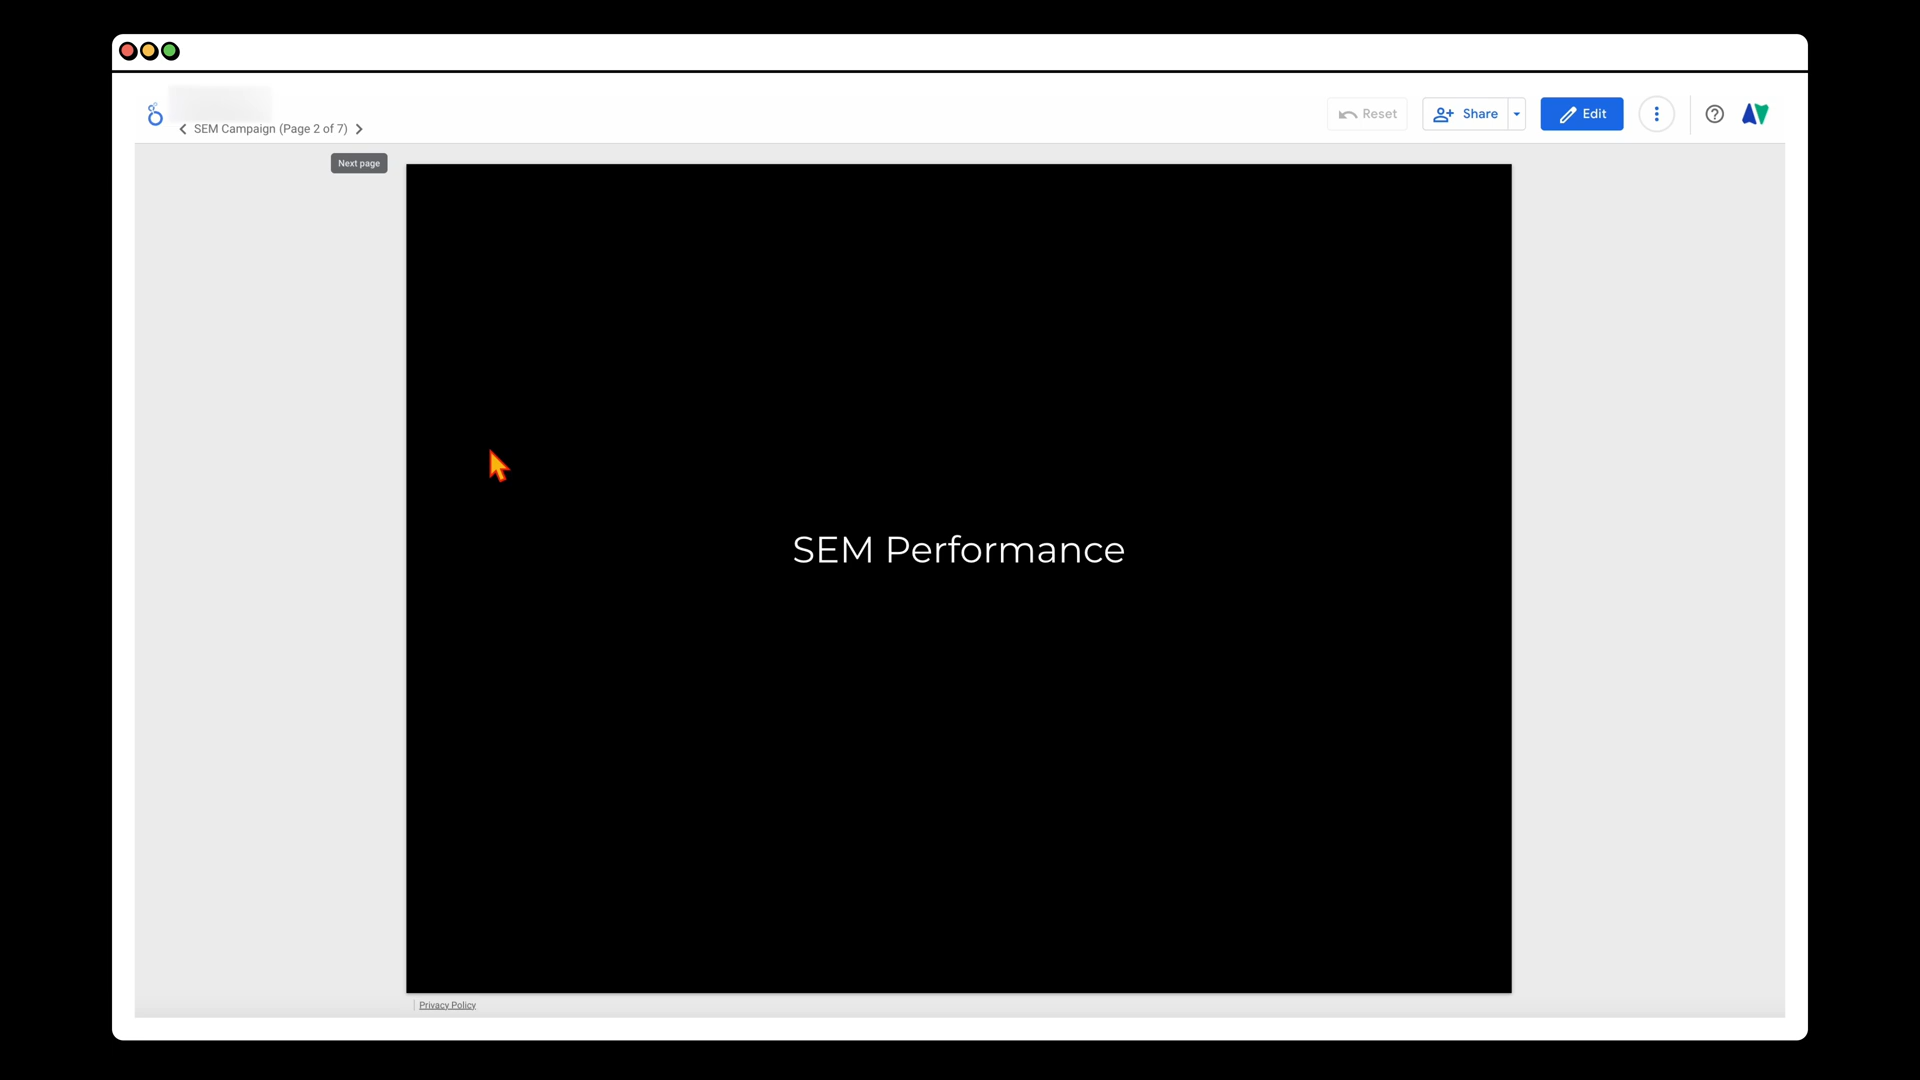 SEM Campaign (Page 2 of 7)
Reset
Share
Edit
Next page
SEM Performance
Privacy Policy